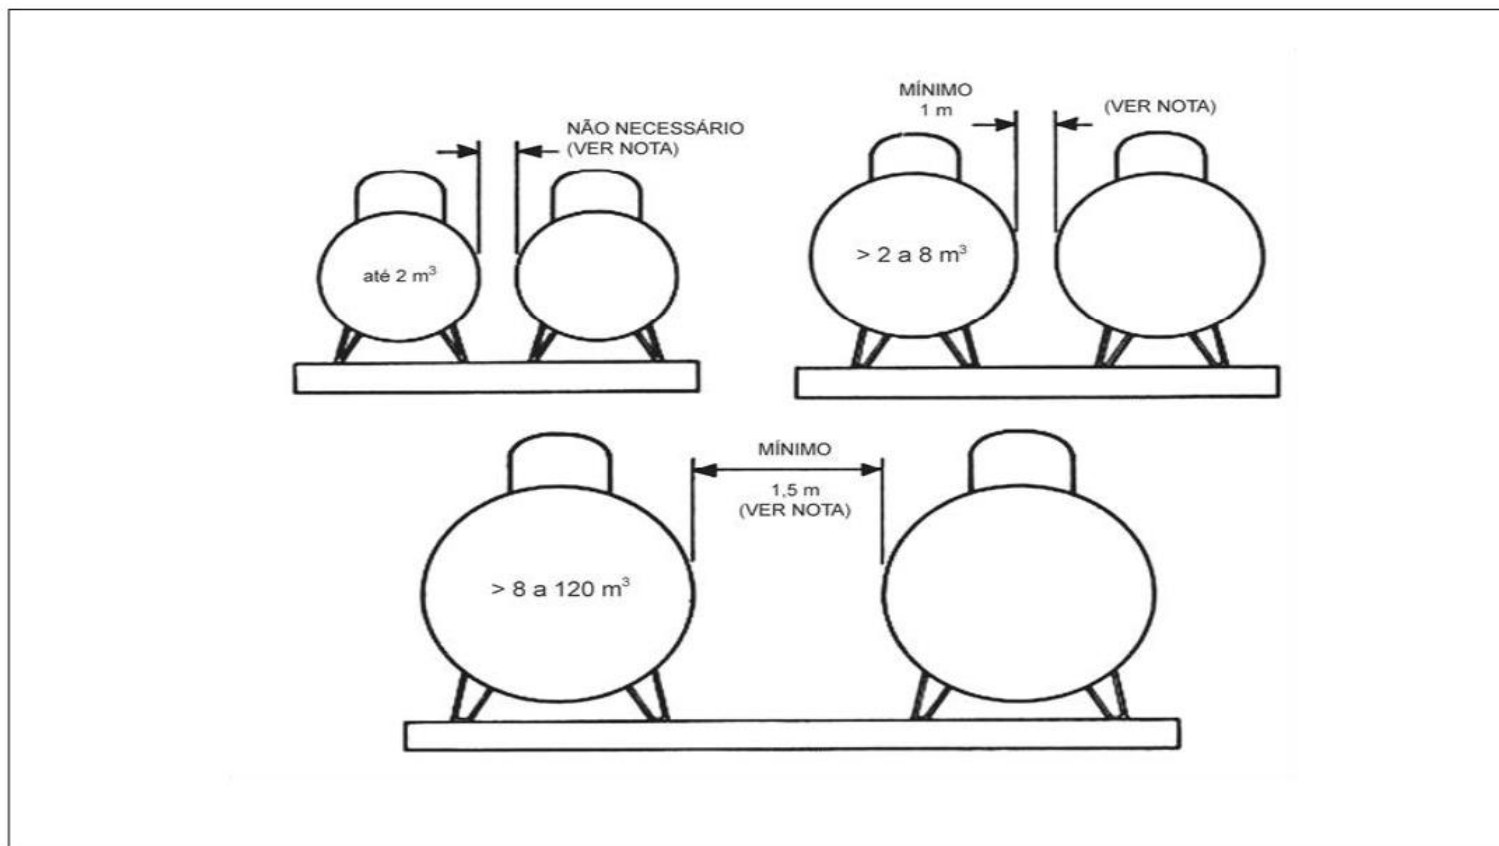 NÃO NECESSÁRIO
(VER NOTA)
até 2 m³
MÍNIMO
1 m
(VER NOTA)
> 2 a 8 m³
MÍNIMO
1,5 m
(VER NOTA)
> 8 a 120 m³